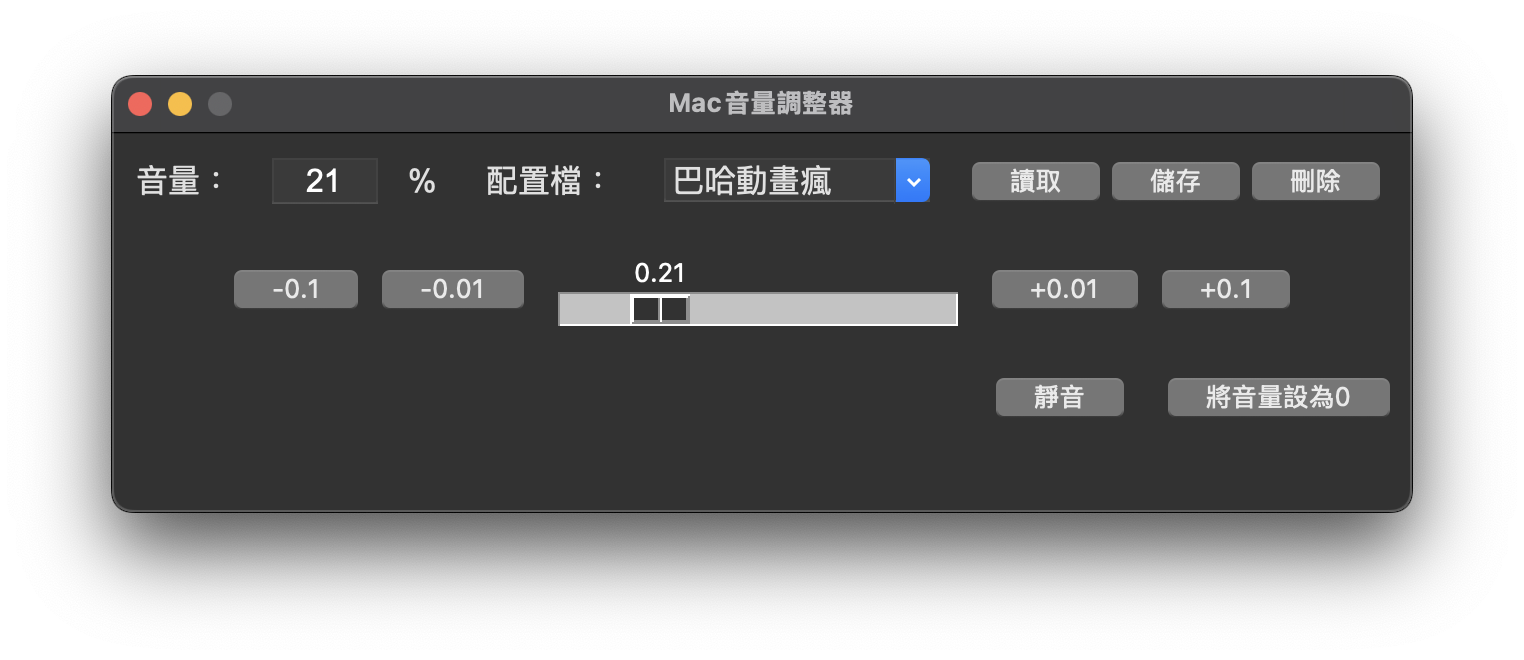 Mac音量調整器
音量： 21 % 配置檔： 巴哈動畫瘋 讀取 儲存 刪除
0.21
-0.1 -0.01 +0.01 +0.1
靜音 將音量設為0